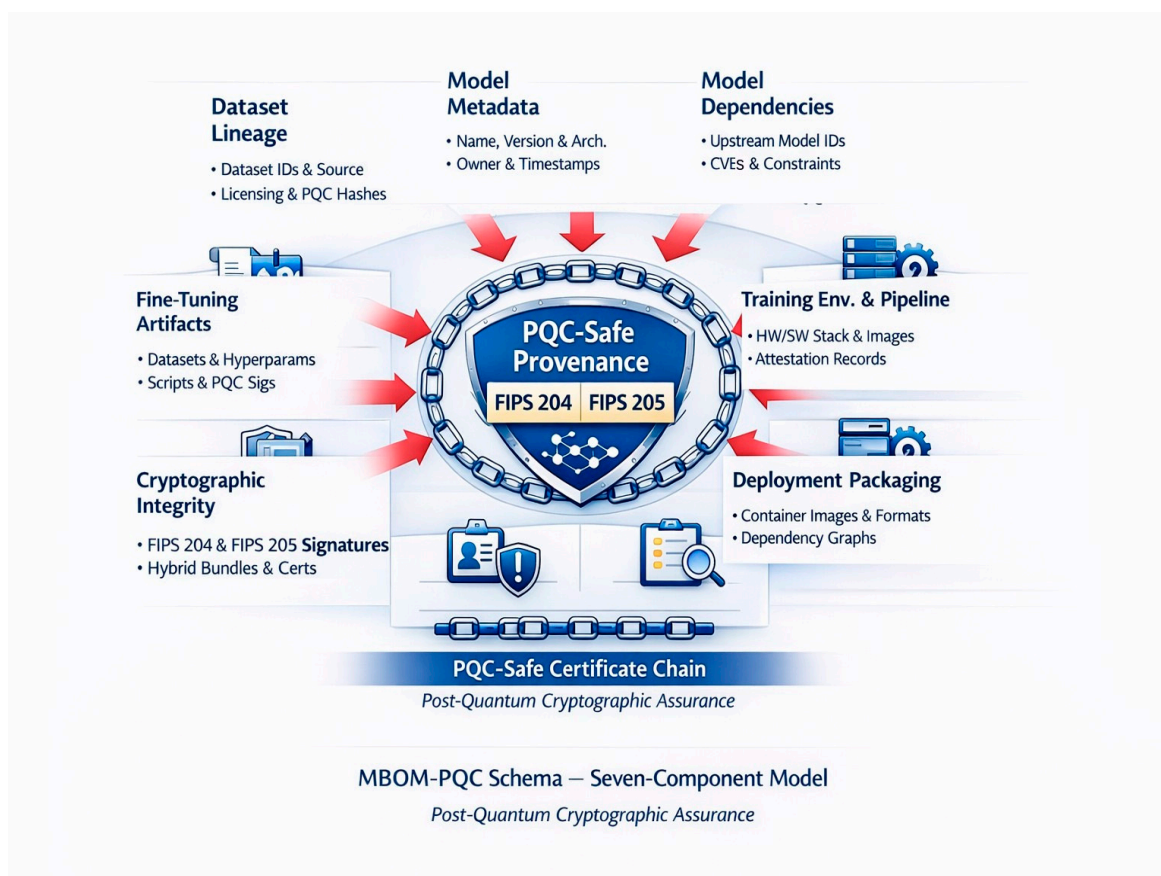 Dataset
Lineage
• Dataset IDs & Source
• Licensing & PQC Hashes
Model
Metadata
• Name, Version & Arch.
• Owner & Timestamps
Model
Dependencies
• Upstream Model IDs
• CVEs & Constraints
Fine-Tuning
Artifacts
• Datasets & Hyperparams
• Scripts & PQC Sigs
PQC-Safe
Provenance
FIPS 204 FIPS 205
Training Env. & Pipeline
• HW/SW Stack & Images
• Attestation Records
Cryptographic
Integrity
• FIPS 204 & FIPS 205 Signatures
• Hybrid Bundles & Certs
Deployment Packaging
• Container Images & Formats
• Dependency Graphs
PQC-Safe Certificate Chain
Post-Quantum Cryptographic Assurance
MBOM-PQC Schema — Seven-Component Model
Post-Quantum Cryptographic Assurance